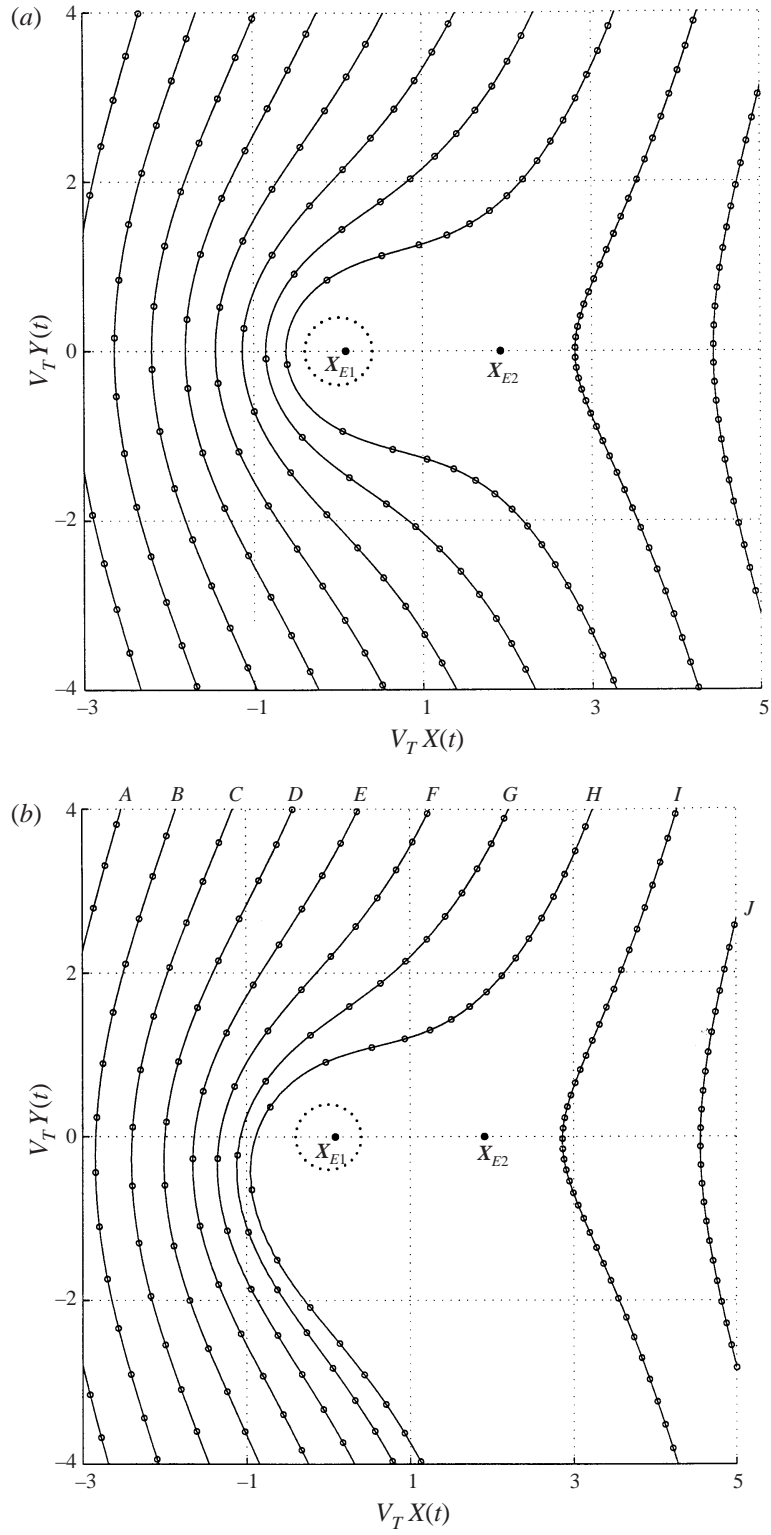 (a)
4
2
0
–2
–4
V_T Y(t)
X_E1
X_E2
–3 –1 1 3 5
V_T X(t)
(b)
A B C D E F G H I
J
4
2
0
–2
–4
V_T Y(t)
X_E1
X_E2
–3 –1 1 3 5
V_T X(t)